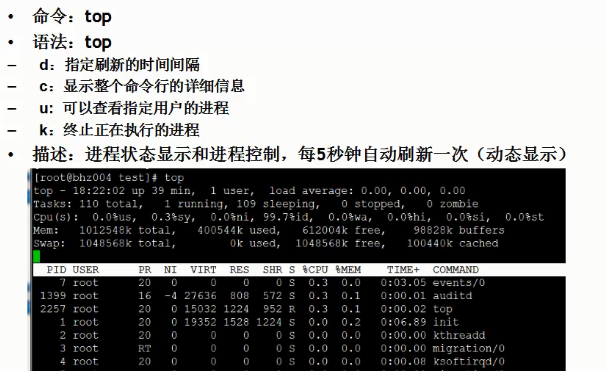 • 命令：top
• 语法：top
– d：指定刷新的时间间隔
– c：显示整个命令行的详细信息
– u: 可以查看指定用户的进程
– k：终止正在执行的进程
• 描述：进程状态显示和进程控制，每5秒钟自动刷新一次（动态显示）
[root@bhz004 test]# top
top - 18:22:02 up 39 min,  1 user,  load average: 0.00, 0.00, 0.00
Tasks: 110 total,   1 running, 109 sleeping,   0 stopped,   0 zombie
Cpu(s):  0.0%us,  0.3%sy,  0.0%ni, 99.7%id,  0.0%wa,  0.0%hi,  0.0%si,  0.0%st
Mem:   1012548k total,   400544k used,   612004k free,    98828k buffers
Swap:  1048568k total,        0k used,  1048568k free,   100440k cached
PID USER PR NI VIRT RES SHR S %CPU %MEM TIME+ COMMAND
7 root 20 0 0 0 0 S 0.3 0.0 0:03.05 events/0
1399 root 16 -4 27636 808 572 S 0.3 0.1 0:00.01 auditd
2257 root 20 0 15032 1224 952 R 0.3 0.1 0:00.02 top
1 root 20 0 19352 1528 1224 S 0.0 0.2 0:06.89 init
2 root 20 0 0 0 0 S 0.0 0.0 0:00.00 kthreadd
3 root RT 0 0 0 0 S 0.0 0.0 0:00.00 migration/0
root 20 0 0 0 0 S 0.0 0.0 0:00.08 ksoftirqd/0